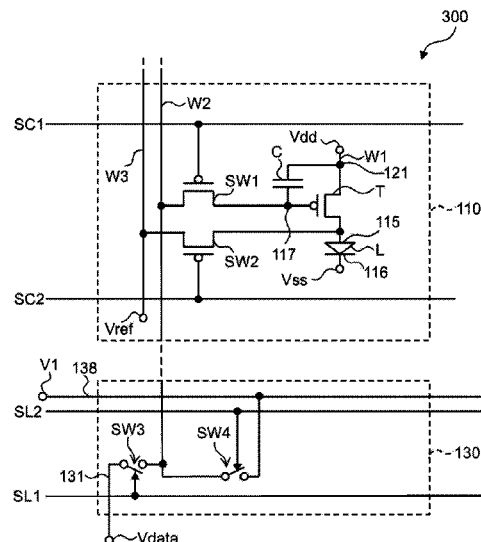 300
W2
SC1
Vdd
W3
C
W1
121
SW1
T
110
115
117
L
SW2
116
Vss
SC2
Vref
V1
138
SL2
SW3
SW4
130
131
SL1
Vdata